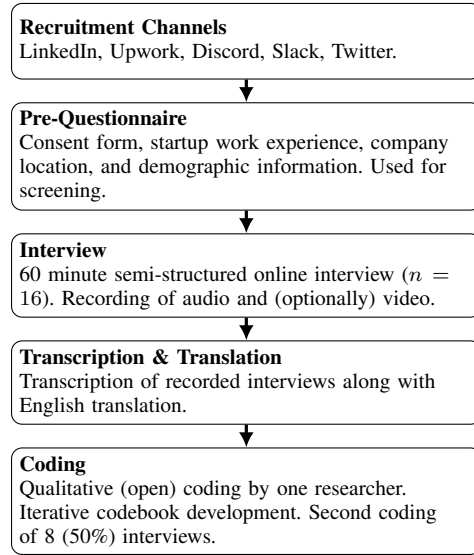 Recruitment Channels
LinkedIn, Upwork, Discord, Slack, Twitter.
Pre-Questionnaire
Consent form, startup work experience, company
location, and demographic information. Used for
screening.
Interview
60 minute semi-structured online interview (n =
16). Recording of audio and (optionally) video.
Transcription & Translation
Transcription of recorded interviews along with
English translation.
Coding
Qualitative (open) coding by one researcher.
Iterative codebook development. Second coding
of 8 (50%) interviews.